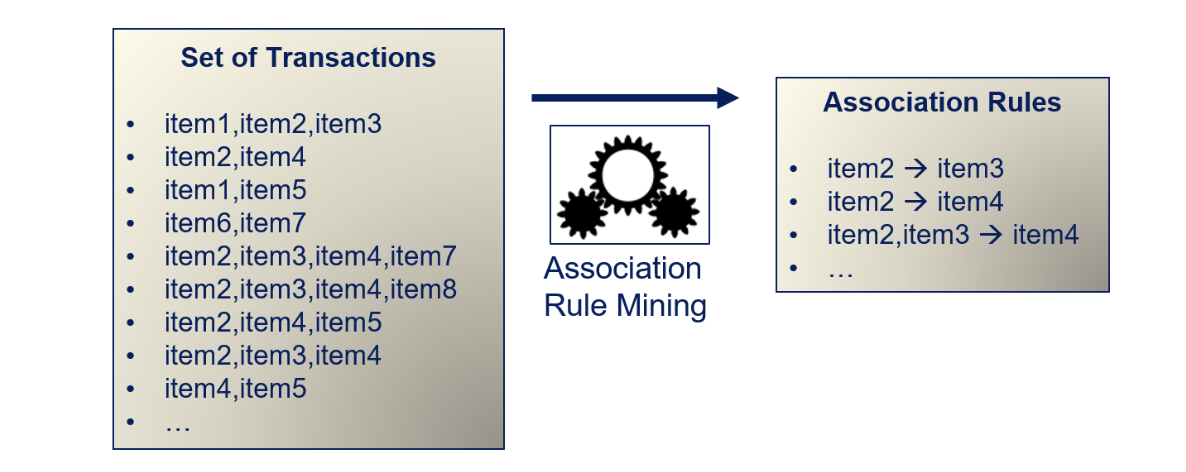 Set of Transactions
• item1,item2,item3
• item2,item4
• item1,item5
• item6,item7
• item2,item3,item4,item7
• item2,item3,item4,item8
• item2,item4,item5
• item2,item3,item4
• item4,item5
• …
Association
Rule Mining
Association Rules
• item2 → item3
• item2 → item4
• item2,item3 → item4
• …